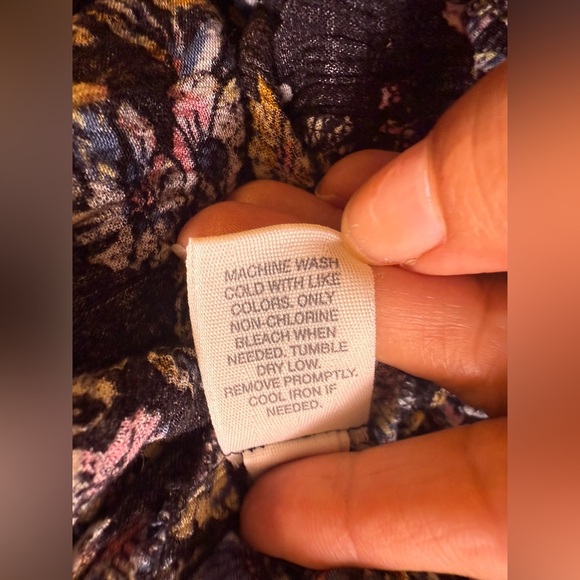 MACHINE WASH
COLD WITH LIKE
COLORS. ONLY
NON-CHLORINE
BLEACH WHEN
NEEDED. TUMBLE
DRY LOW.
REMOVE PROMPTLY.
COOL IRON IF
NEEDED.